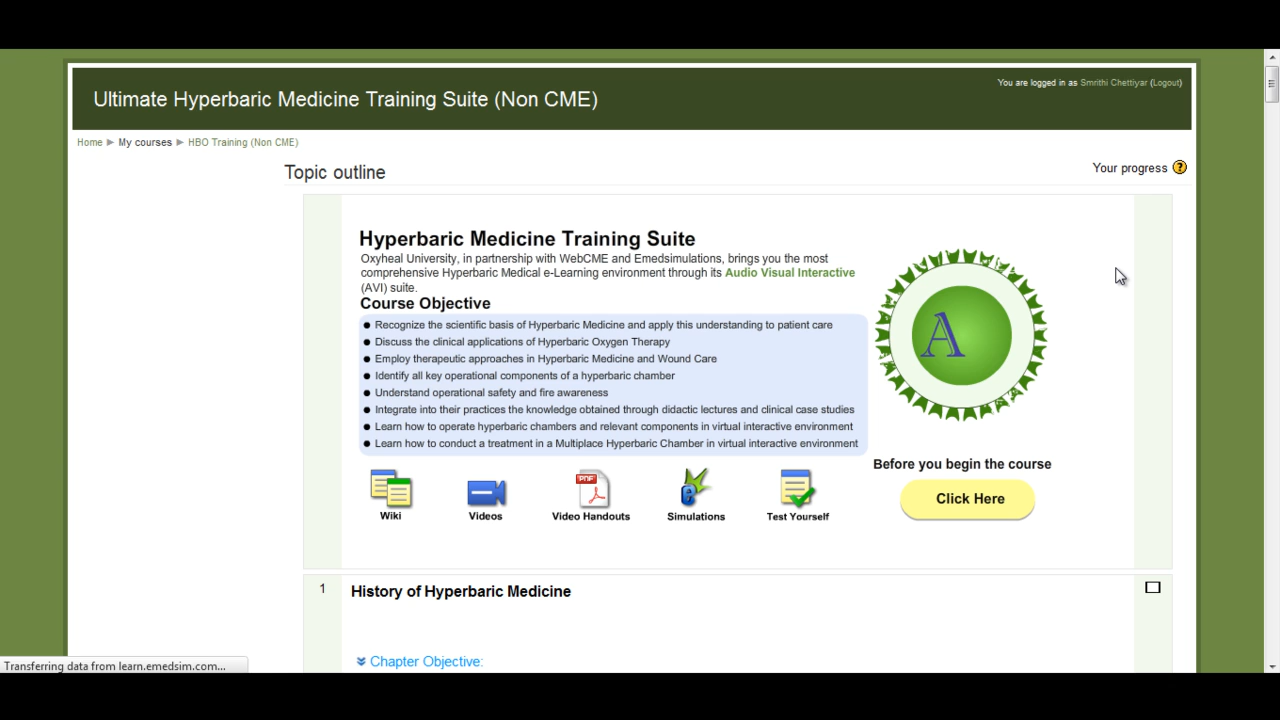 Ultimate Hyperbaric Medicine Training Suite (Non CME)
You are logged in as Smrithi Chettiyar (Logout)
Home ► My courses ► HBO Training (Non CME)
Topic outline
Your progress ?
Hyperbaric Medicine Training Suite
Oxyheal University, in partnership with WebCME and Emedsimulations, brings you the most
comprehensive Hyperbaric Medical e-Learning environment through its Audio Visual Interactive
(AVI) suite.
Course Objective
● Recognize the scientific basis of Hyperbaric Medicine and apply this understanding to patient care
● Discuss the clinical applications of Hyperbaric Oxygen Therapy
● Employ therapeutic approaches in Hyperbaric Medicine and Wound Care
● Identify all key operational components of a hyperbaric chamber
● Understand operational safety and fire awareness
● Integrate into their practices the knowledge obtained through didactic lectures and clinical case studies
● Learn how to operate hyperbaric chambers and relevant components in virtual interactive environment
● Learn how to conduct a treatment in a Multiplace Hyperbaric Chamber in virtual interactive environment
A
Before you begin the course
Click Here
PDF
Wiki Videos Video Handouts Simulations Test Yourself
1 History of Hyperbaric Medicine
Chapter Objective:
Transferring data from learn.emedsim.com...